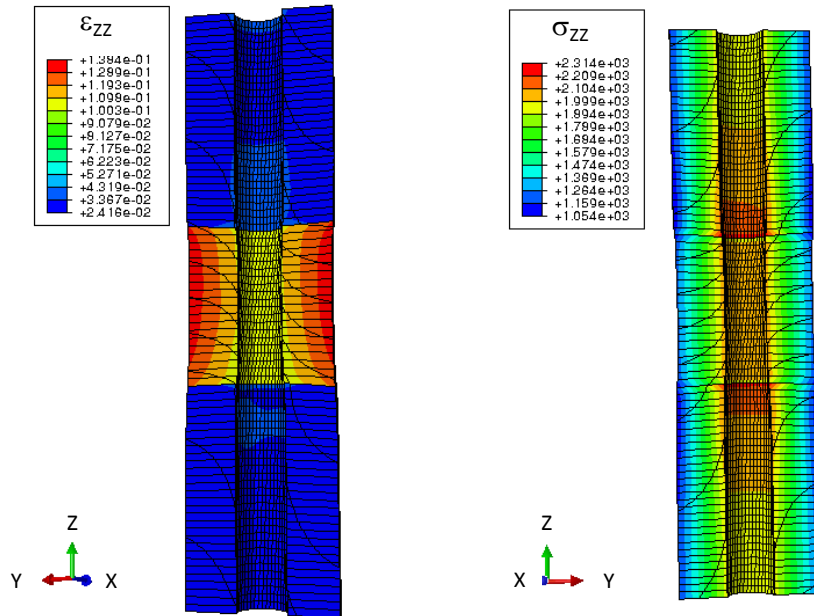 εZZ
+1.384e-01
+1.289e-01
+1.193e-01
+1.098e-01
+1.003e-01
+9.079e-02
+8.127e-02
+7.175e-02
+6.223e-02
+5.271e-02
+4.319e-02
+3.367e-02
+2.416e-02
Z
Y
X
σZZ
+2.314e+03
+2.209e+03
+2.104e+03
+1.999e+03
+1.894e+03
+1.789e+03
+1.684e+03
+1.579e+03
+1.474e+03
+1.369e+03
+1.264e+03
+1.159e+03
+1.054e+03
Z
X
Y